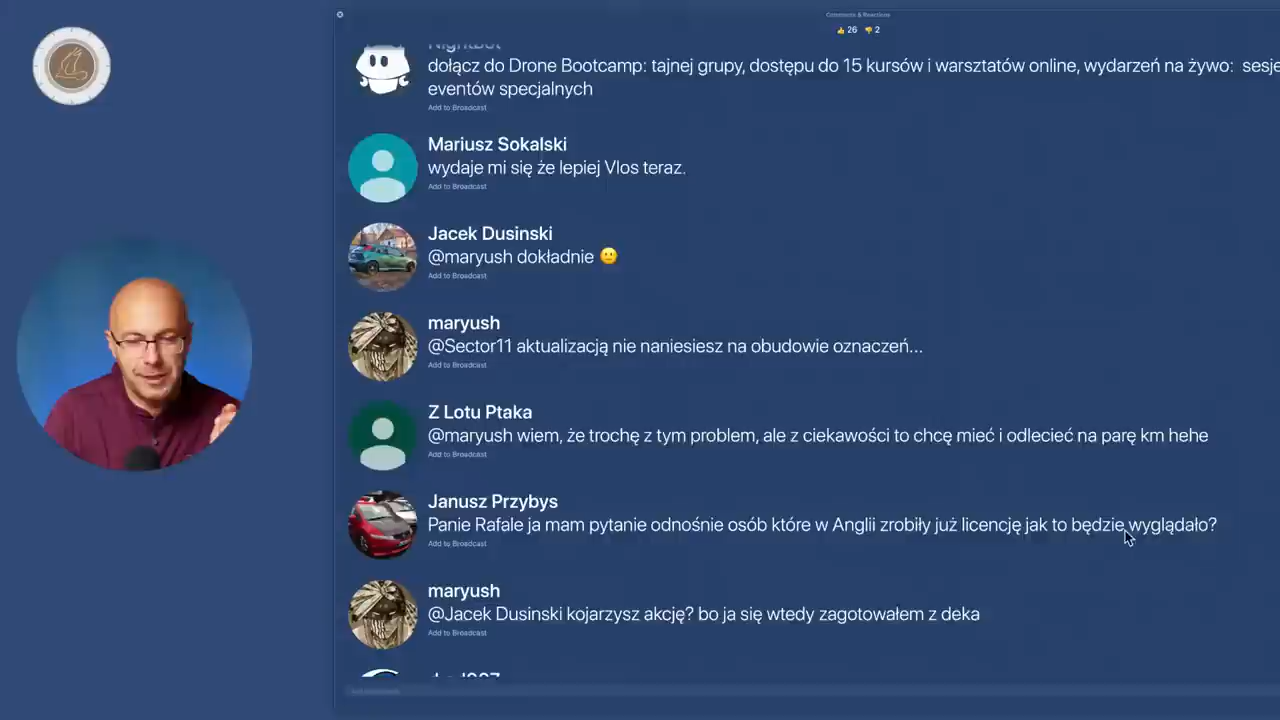 Comments & Reactions
👍 26 👎 2
NightBot
dołącz do Drone Bootcamp: tajnej grupy, dostępu do 15 kursów i warsztatów online, wydarzeń na żywo: sesje
eventów specjalnych
Add to Broadcast
Mariusz Sokalski
wydaje mi się że lepiej Vlos teraz.
Add to Broadcast
Jacek Dusinski
@maryush dokładnie 🙂
Add to Broadcast
maryush
@Sector11 aktualizacją nie naniesiesz na obudowie oznaczeń...
Add to Broadcast
Z Lotu Ptaka
@maryush wiem, że trochę z tym problem, ale z ciekawości to chcę mieć i odlecieć na parę km hehe
Add to Broadcast
Janusz Przybys
Panie Rafale ja mam pytanie odnośnie osób które w Anglii zrobiły już licencję jak to będzie wyglądało?
Add to Broadcast
maryush
@Jacek Dusinski kojarzysz akcję? bo ja się wtedy zagotowałem z deka
Add to Broadcast